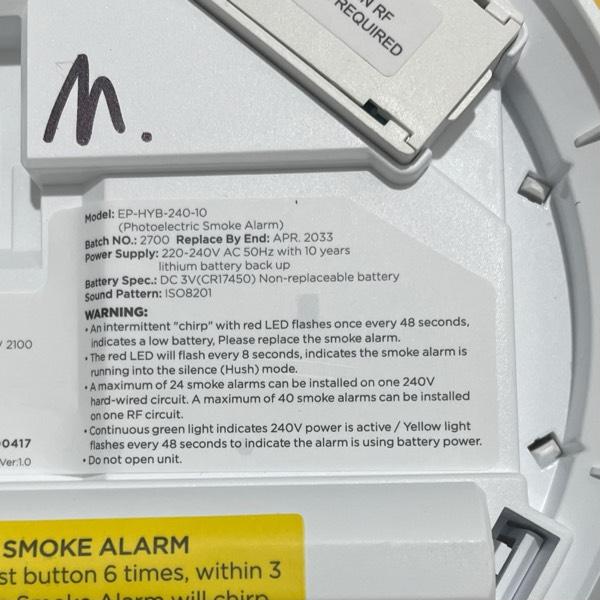 N RF
REQUIRED
M.
Model: EP-HYB-240-10
(Photoelectric Smoke Alarm)
Batch NO.: 2700 Replace By End: APR. 2033
Power Supply: 220-240V AC 50Hz with 10 years
lithium battery back up
Battery Spec.: DC 3V(CR17450) Non-replaceable battery
Sound Pattern: ISO8201
WARNING:
• An intermittent "chirp" with red LED flashes once every 48 seconds,
indicates a low battery, Please replace the smoke alarm.
• The red LED will flash every 8 seconds, indicates the smoke alarm is
running into the silence (Hush) mode.
• A maximum of 24 smoke alarms can be installed on one 240V
hard-wired circuit. A maximum of 40 smoke alarms can be installed
on one RF circuit.
• Continuous green light indicates 240V power is active / Yellow light
flashes every 48 seconds to indicate the alarm is using battery power.
• Do not open unit.
/ 2100
0417
Ver:1.0
SMOKE ALARM
st button 6 times, within 3
Smoke Alarm will chirp